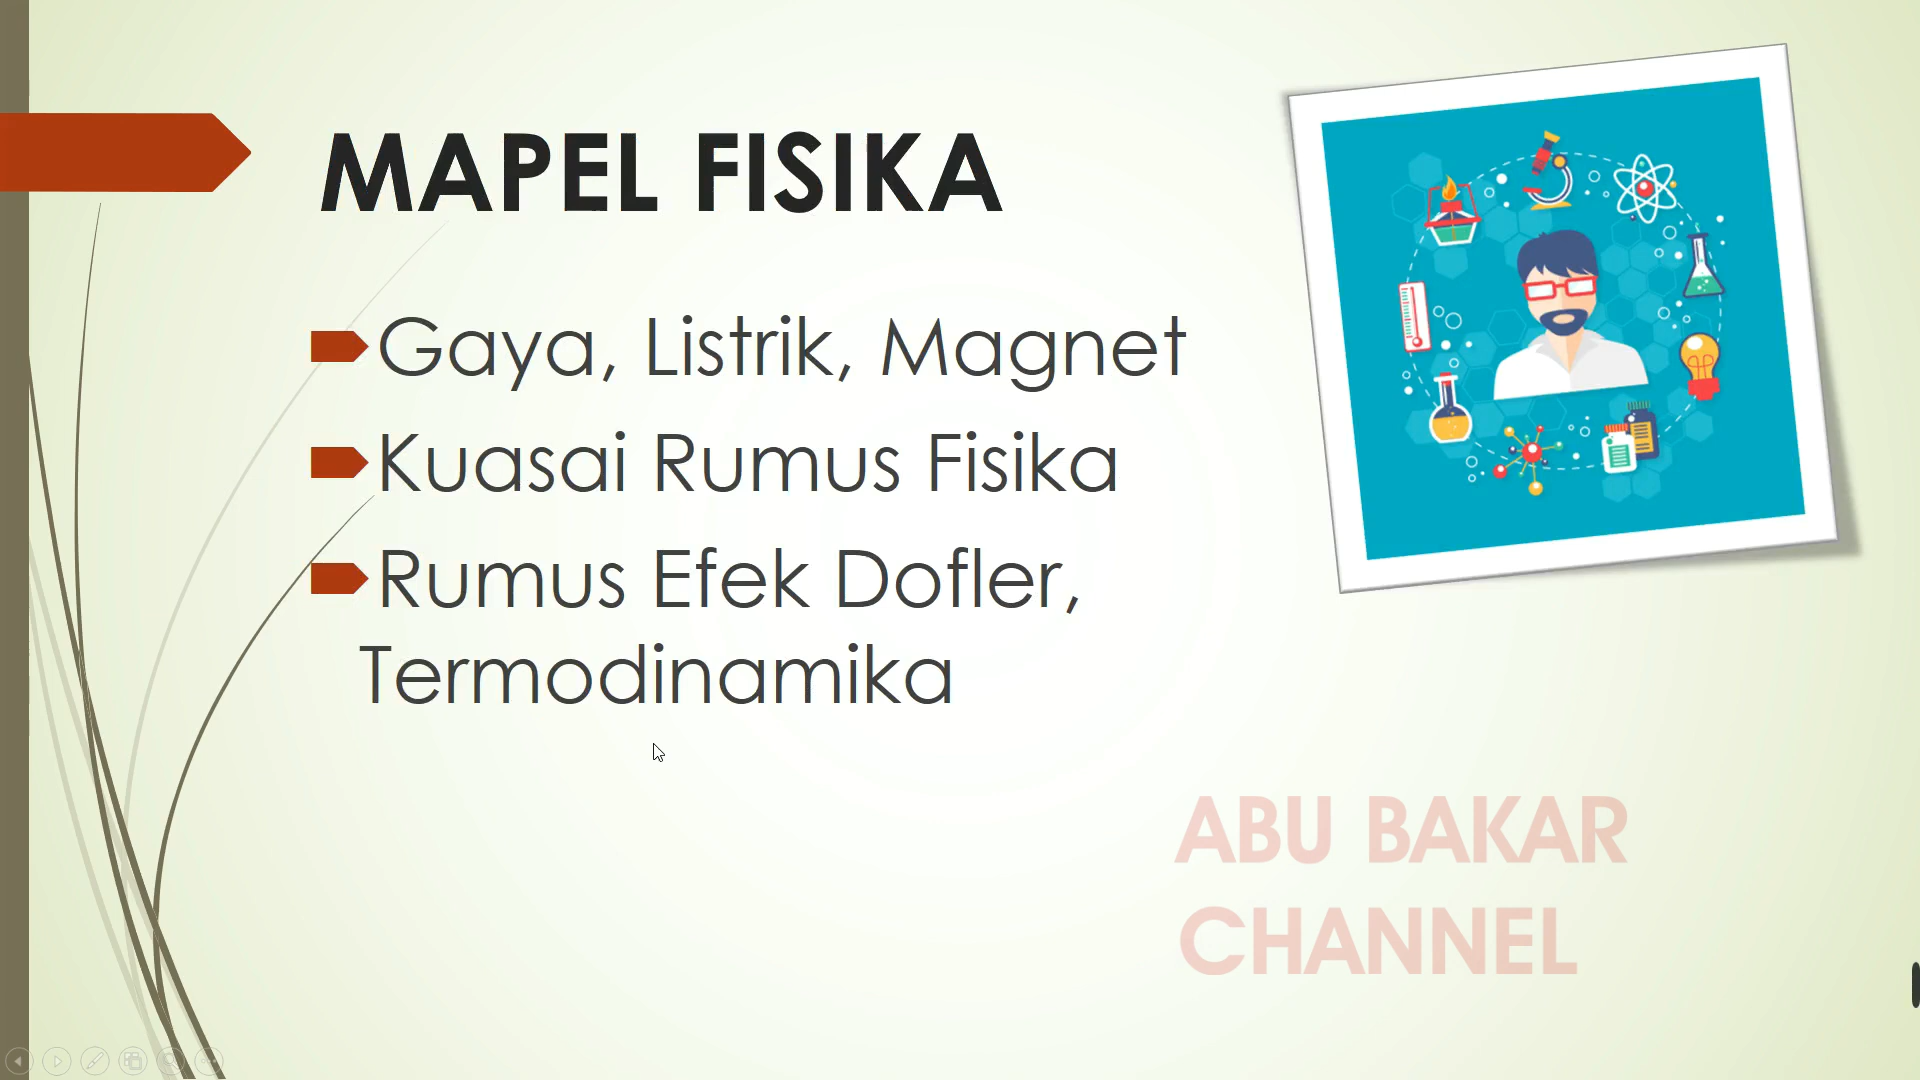 MAPEL FISIKA
Gaya, Listrik, Magnet
Kuasai Rumus Fisika
Rumus Efek Dofler,
Termodinamika
ABU BAKAR
CHANNEL